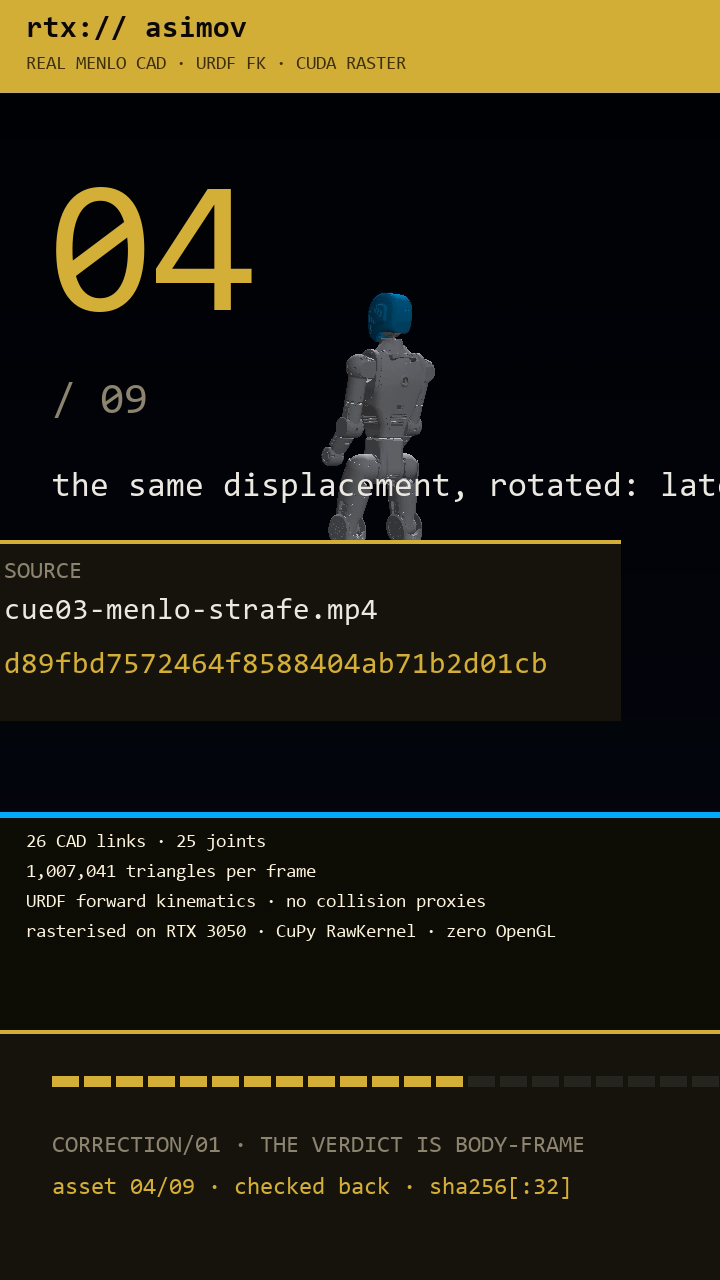 rtx:// asimov
REAL MENLO CAD · URDF FK · CUDA RASTER
04
/ 09
the same displacement, rotated:
SOURCE
cue03-menlo-strafe.mp4
d89fbd7572464f8588404ab71b2d01cb
26 CAD links · 25 joints
1,007,041 triangles per frame
URDF forward kinematics · no collision proxies
rasterised on RTX 3050 · CuPy RawKernel · zero OpenGL
CORRECTION/01 · THE VERDICT IS BODY-FRAME
asset 04/09 · checked back · sha256[:32]